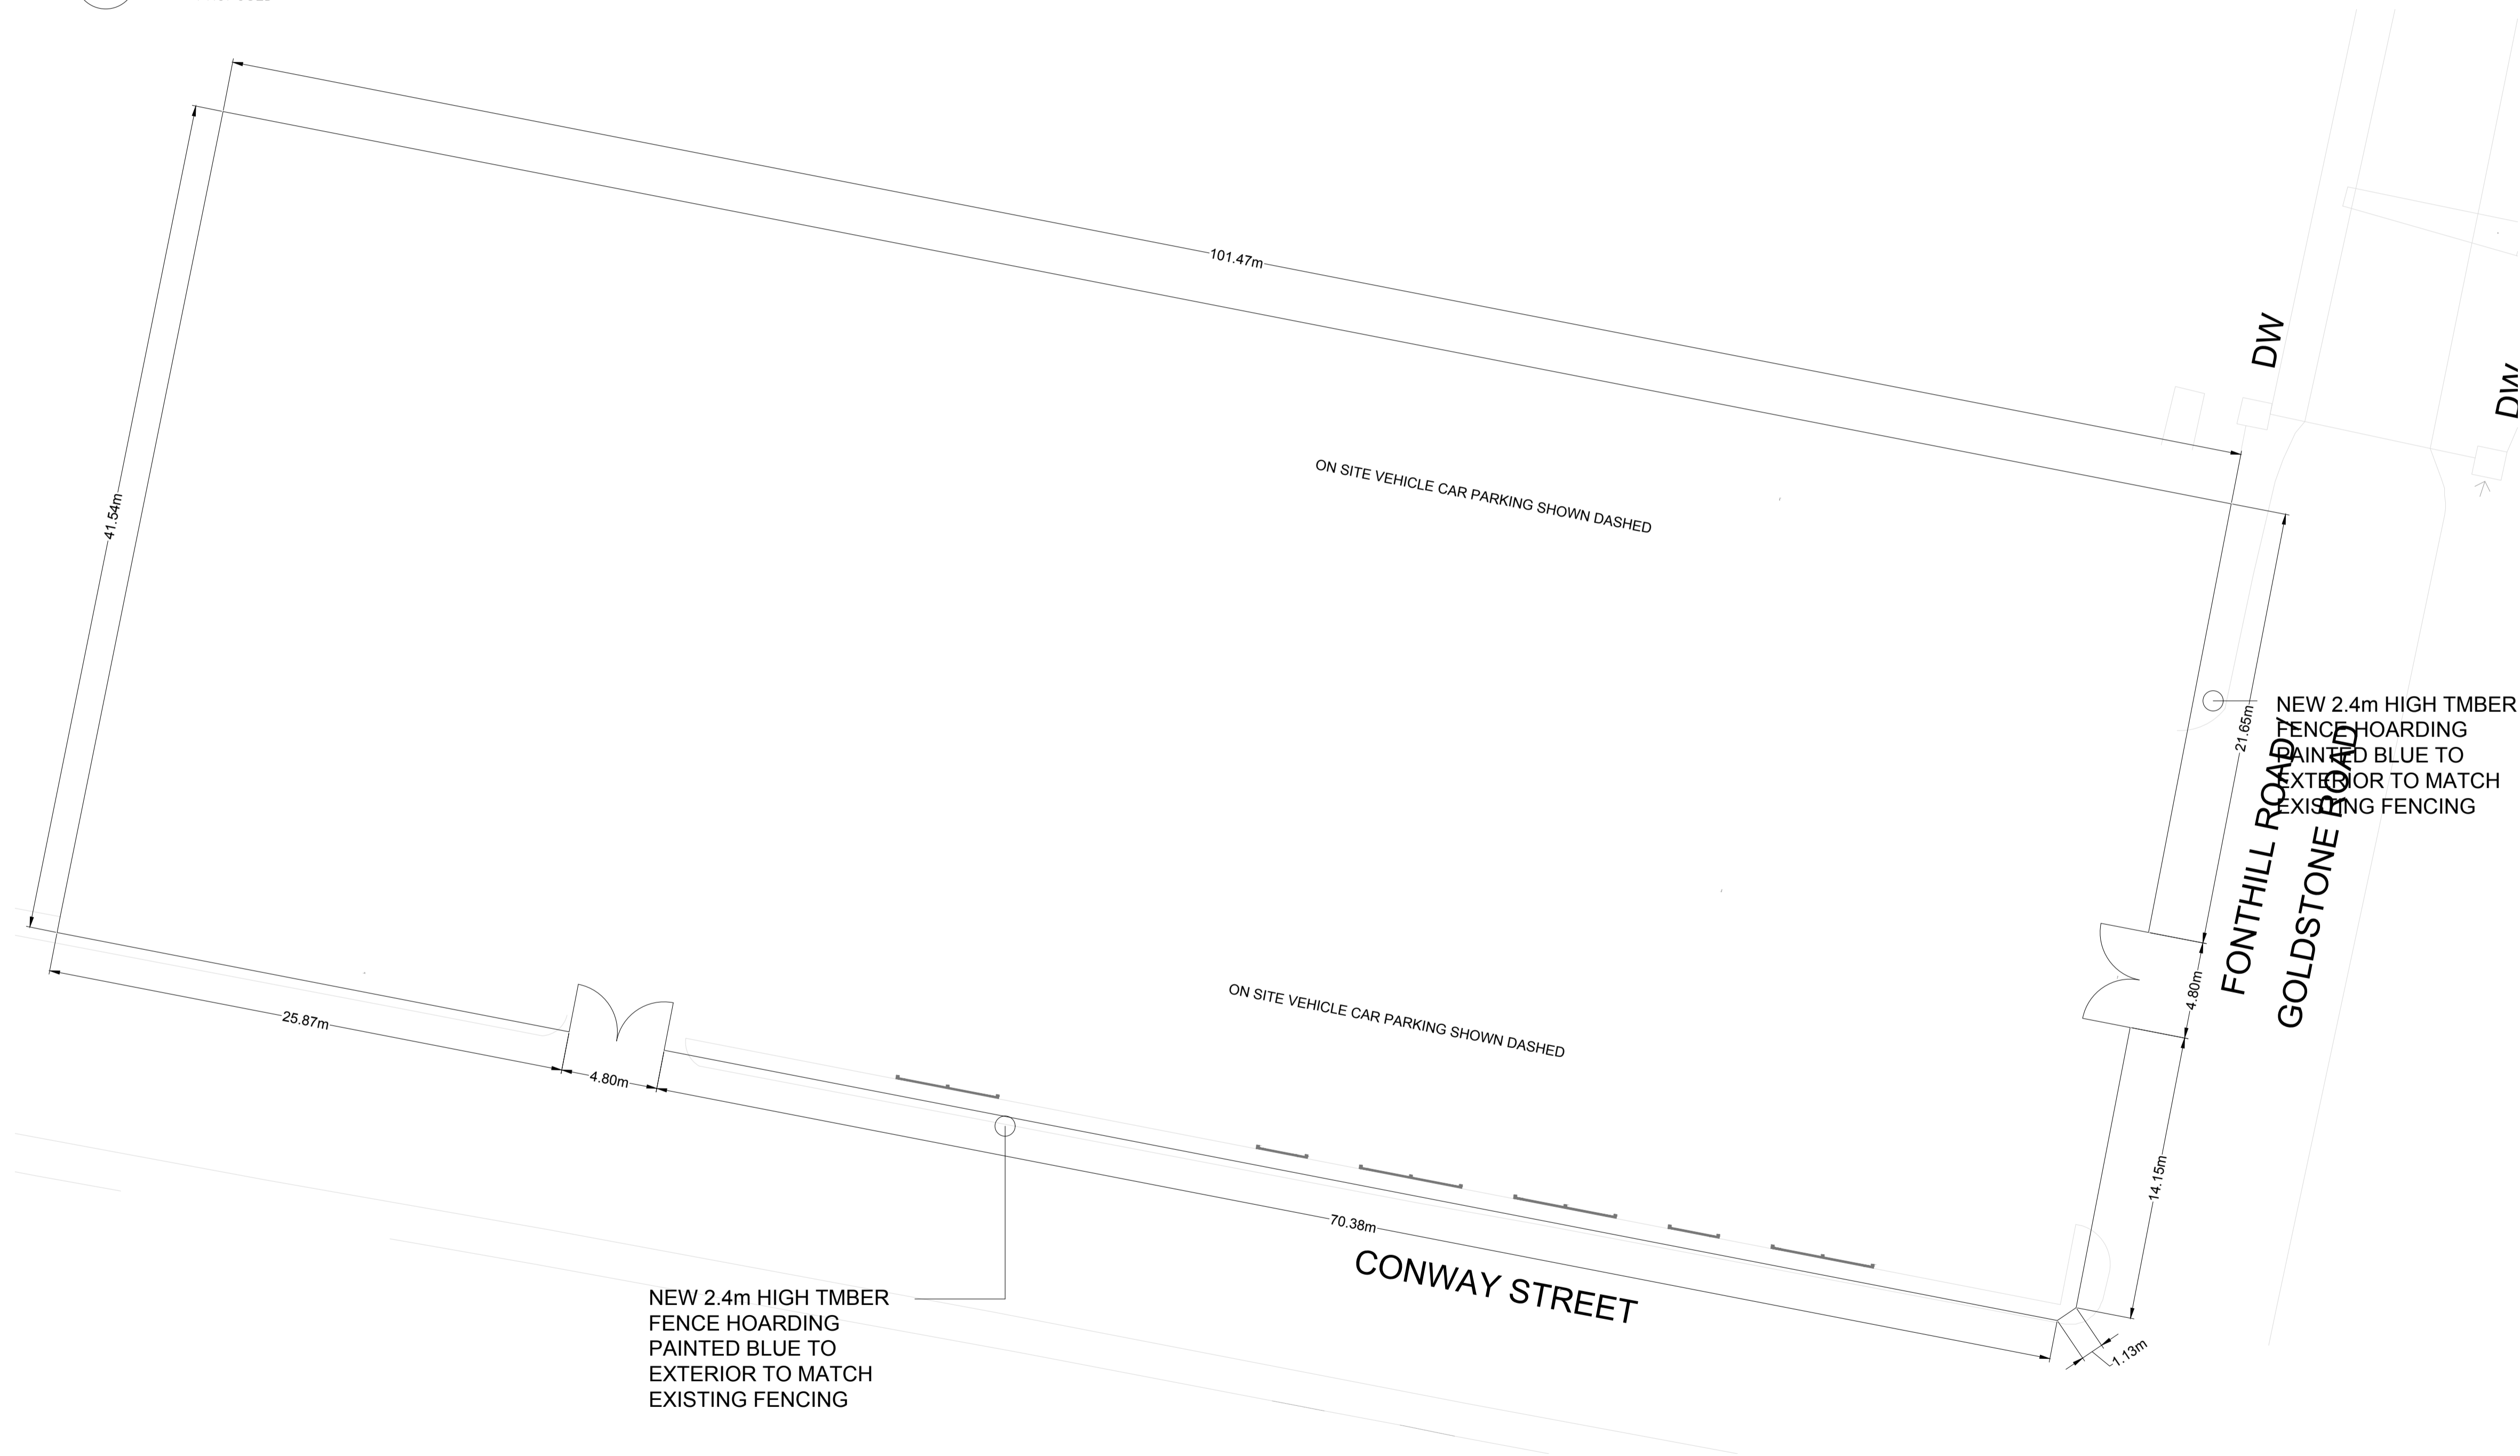 101.47m
41.54m
DW
DW
ON SITE VEHICLE CAR PARKING SHOWN DASHED
NEW 2.4m HIGH TMBER
FENCE HOARDING
PAINTED BLUE TO
EXTERIOR TO MATCH
EXISTING FENCING
21.65m
FONTHILL ROAD/
GOLDSTONE ROAD
4.80m
ON SITE VEHICLE CAR PARKING SHOWN DASHED
25.87m
4.80m
14.15m
70.38m
CONWAY STREET
1.13m
NEW 2.4m HIGH TMBER
FENCE HOARDING
PAINTED BLUE TO
EXTERIOR TO MATCH
EXISTING FENCING